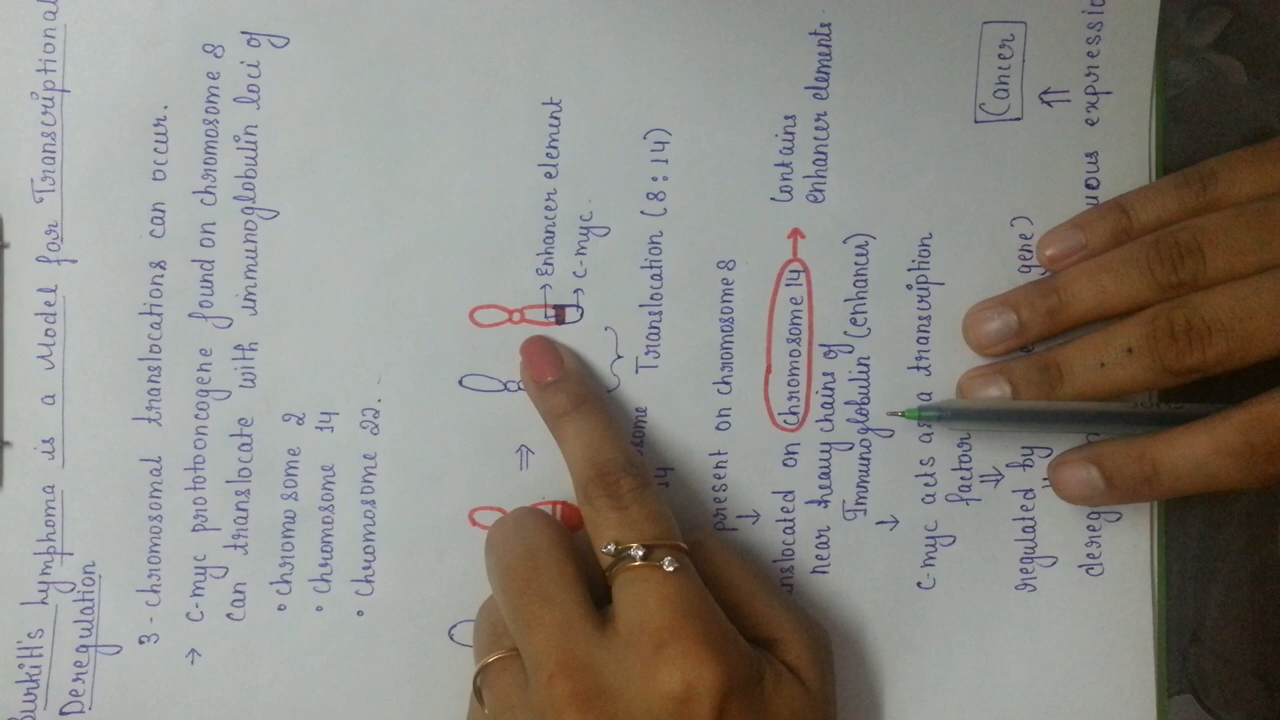 Burkitt's Lymphoma is a Model for Transcriptional
Deregulation
3-chromosomal translocations can occur.
→ c-myc protooncogene found on chromosome 8
can translocate with immunoglobulin loci of
• chromosome 2
• chromosome 14
• chromosome 22.
⇒
→ Enhancer element
→ c-myc.
14
Translocation (8:14)
present on chromosome 8
↓
on chromosome 14 → contains
enhancer elements.
near heavy chains of
Immunoglobulin (enhancer)
↓
c-myc acts as a transcription
factor
⇓
regulated by gene)
Cancer
⇑